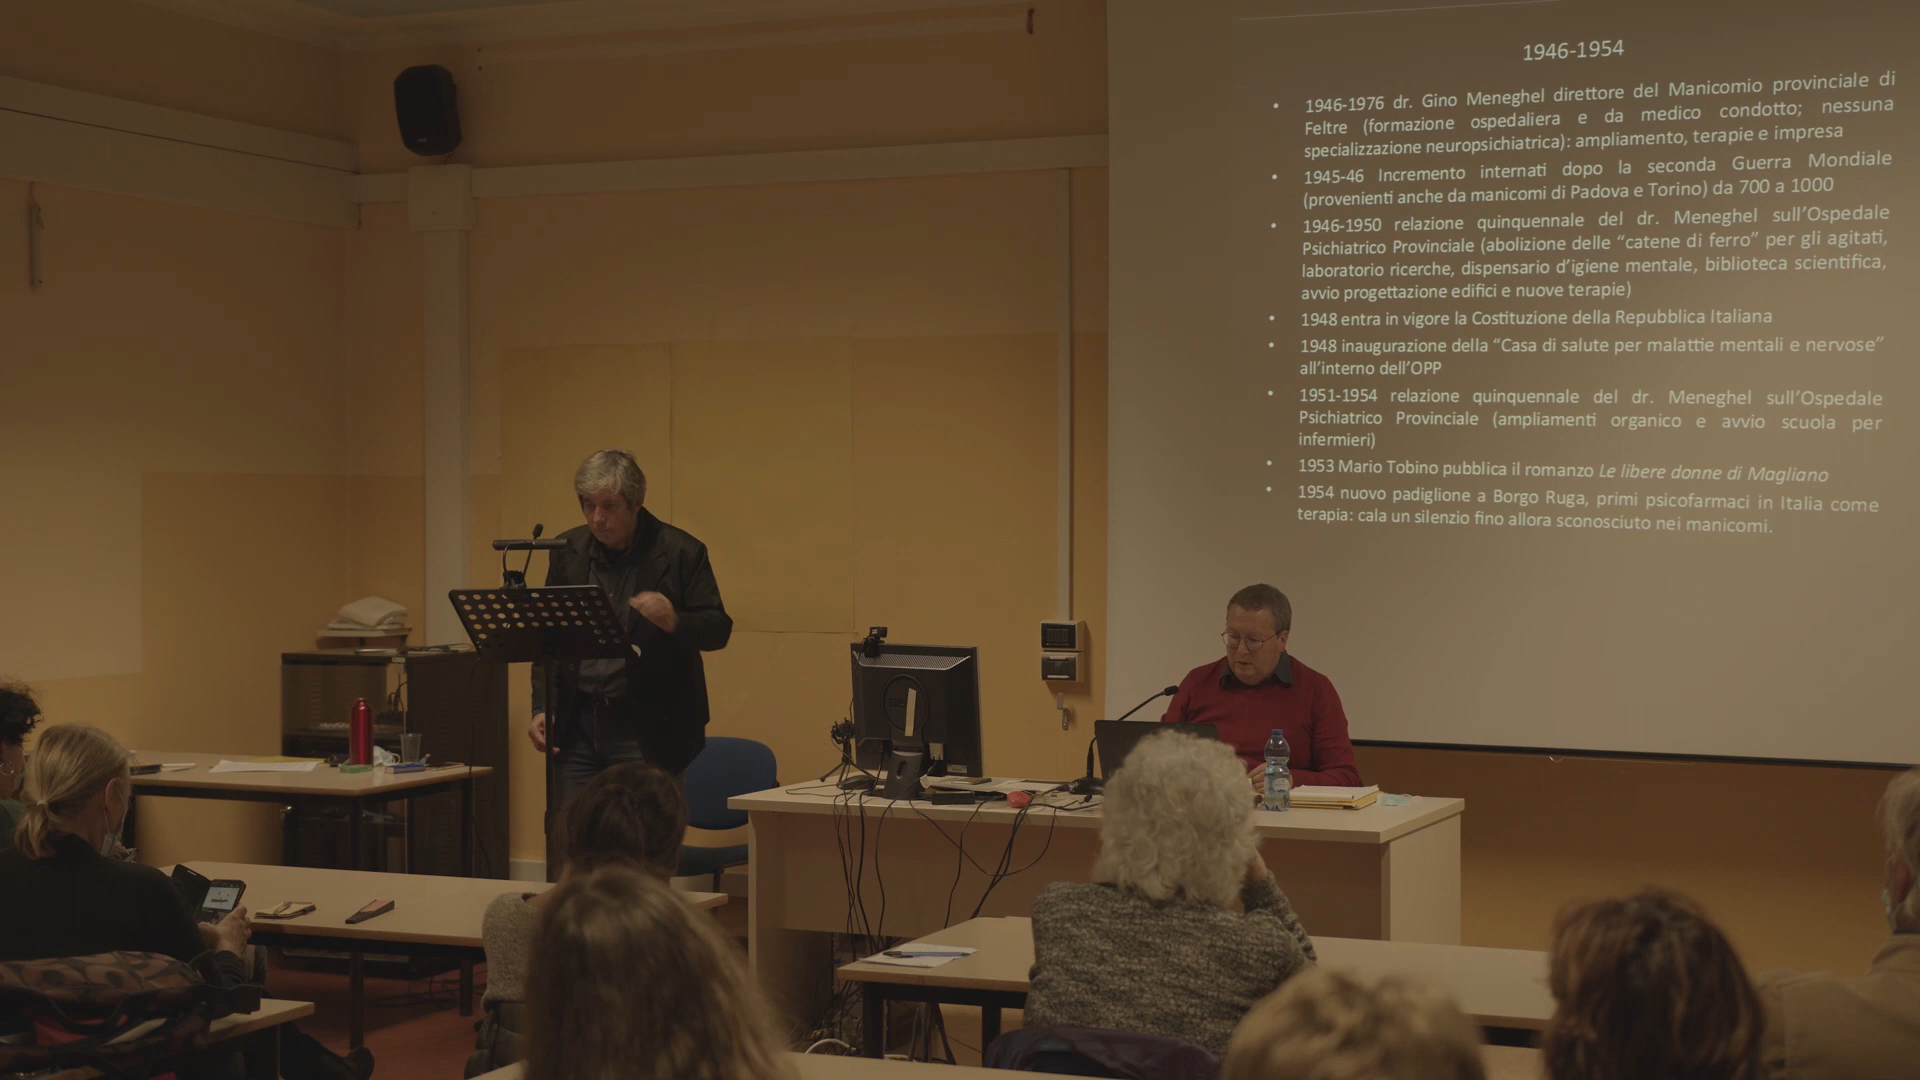 1946-1954
• 1946-1976 dr. Gino Meneghel direttore del Manicomio provinciale di
Feltre (formazione ospedaliera e da medico condotto; nessuna
specializzazione neuropsichiatrica): ampliamento, terapie e impresa
• 1945-46 Incremento internati dopo la seconda Guerra Mondiale
(provenienti anche da manicomi di Padova e Torino) da 700 a 1000
• 1946-1950 relazione quinquennale del dr. Meneghel sull’Ospedale
Psichiatrico Provinciale (abolizione delle “catene di ferro” per gli agitati,
laboratorio ricerche, dispensario d’igiene mentale, biblioteca scientifica,
avvio progettazione edifici e nuove terapie)
• 1948 entra in vigore la Costituzione della Repubblica Italiana
• 1948 inaugurazione della “Casa di salute per malattie mentali e nervose”
all’interno dell’OPP
• 1951-1954 relazione quinquennale del dr. Meneghel sull’Ospedale
Psichiatrico Provinciale (ampliamenti organico e avvio scuola per
infermieri)
• 1953 Mario Tobino pubblica il romanzo Le libere donne di Magliano
• 1954 nuovo padiglione a Borgo Ruga, primi psicofarmaci in Italia come
terapia: cala un silenzio fino allora sconosciuto nei manicomi.